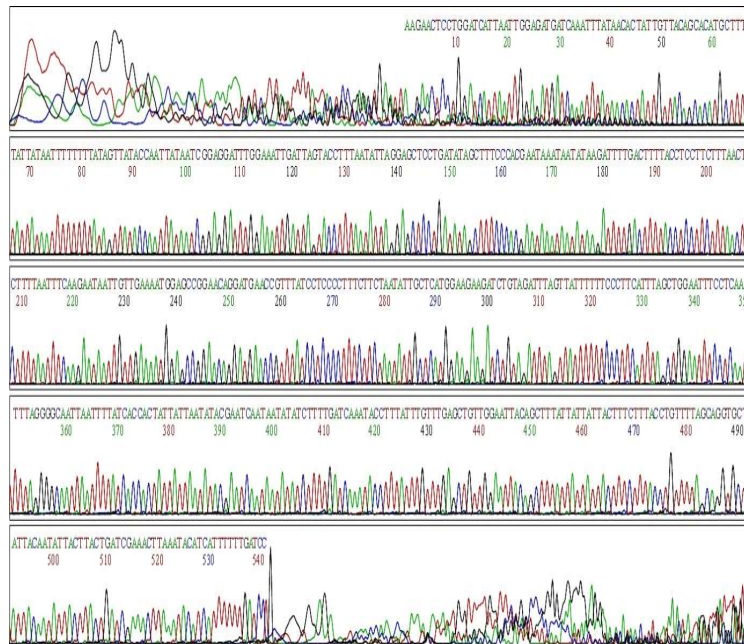 AAGAACTCCTGGATCATTAATTGGAGATGATCAAATTTATAACACTATTGTTACAGCACATGCTTTT
10 20 30 40 50 60
TATTATAATTTTTTTTATAGTTATACCAATTATAATCGGAGGATTTGGAAATTGATTAGTACCTTTAATATTAGGAGCTCCTGATATAGCTTTCCCACGAATAAATAATATAAGATTTTGACTTTTACCTCCTTCTTTAACT
70 80 90 100 110 120 130 140 150 160 170 180 190 200
CTTTTAATTTCAAGAATAATTGTTGAAAATGGAGCCGGAACAGGATGAACCGTTTATCCTCCCCTTTCTTCTAATATTGCTCATGGAAGAAGATCTGTAGATTTAGTTATTTTTTCCCTTCATTTAGCTGGAATTTCCTCAA
210 220 230 240 250 260 270 280 290 300 310 320 330 340
TTTAGGGGCAATTAATTTTATCACCACTATTATTAATATACGAATCAATAATATATCTTTTGATCAAATACCTTTATTTGTTTGAGCTGTTGGAATTACAGCTTTATTATTATTACTTTCTTTACCTGTTTTAGCAGGTGCT
360 370 380 390 400 410 420 430 440 450 460 470 480 490
ATTACAATATTACTTACTGATCGAAACTTAAATACATCATTTTTTGATCC
500 510 520 530 540